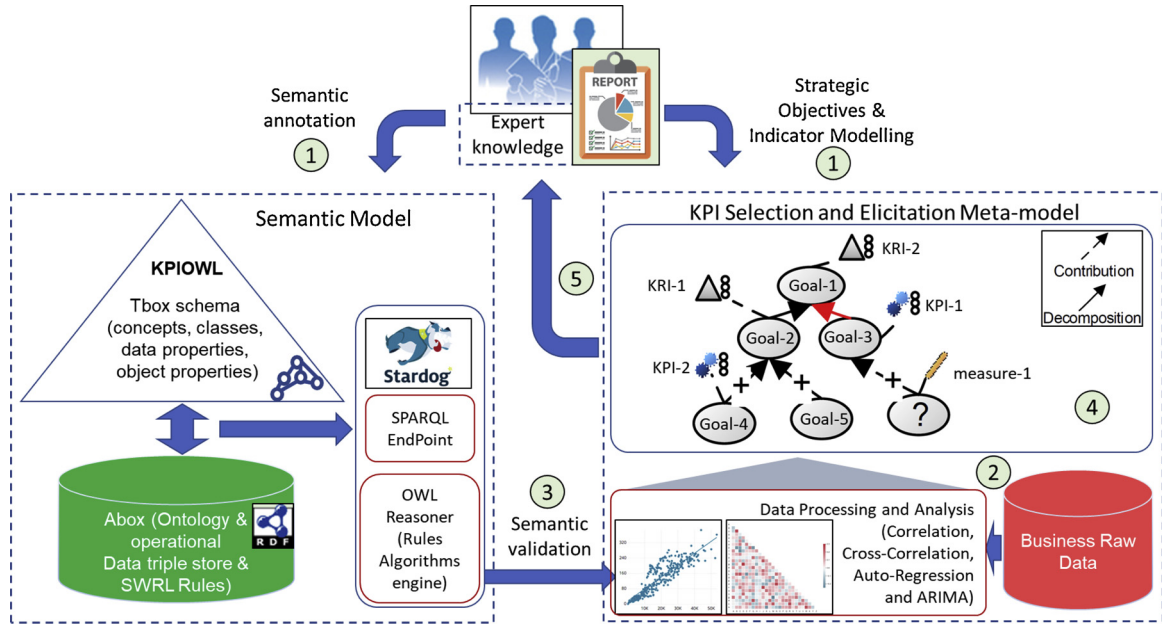 REPORT
Expert
knowledge
Semantic
annotation
1
Strategic
Objectives &
Indicator Modelling
1
Semantic Model
KPIOWL
Tbox schema
(concepts, classes,
data properties,
object properties)
Stardog
SPARQL
EndPoint
OWL
Reasoner
(Rules
Algorithms
engine)
Abox (Ontology &
operational
Data triple store &
SWRL Rules)
RDF
3
Semantic
validation
5
KPI Selection and Elicitation Meta-model
KRI-2
Goal-1
KRI-1
KPI-1
Goal-2
Goal-3
KPI-2
measure-1
+
+
+
Goal-4
Goal-5
?
Contribution
Decomposition
4
2
Data Processing and Analysis
(Correlation,
Cross-Correlation,
Auto-Regression
and ARIMA)
Business Raw
Data